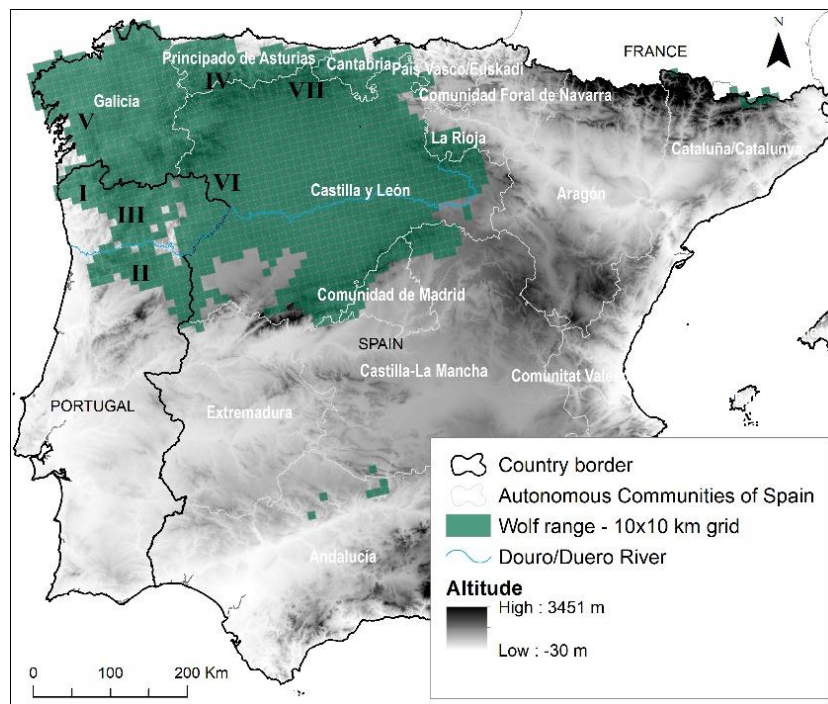 N
FRANCE
Principado de Asturias
Cantabria
País Vasco/Euskadi
IV
VII
Comunidad Foral de Navarra
Galicia
V
La Rioja
Cataluña/Catalunya
I
VI
Castilla y León
Aragón
III
II
Comunidad de Madrid
SPAIN
Castilla-La Mancha
Comunitat Valen
PORTUGAL
Extremadura
Andalucía
Country border
Autonomous Communities of Spain
Wolf range - 10x10 km grid
Douro/Duero River
Altitude
High : 3451 m
Low : -30 m
0 100 200 Km